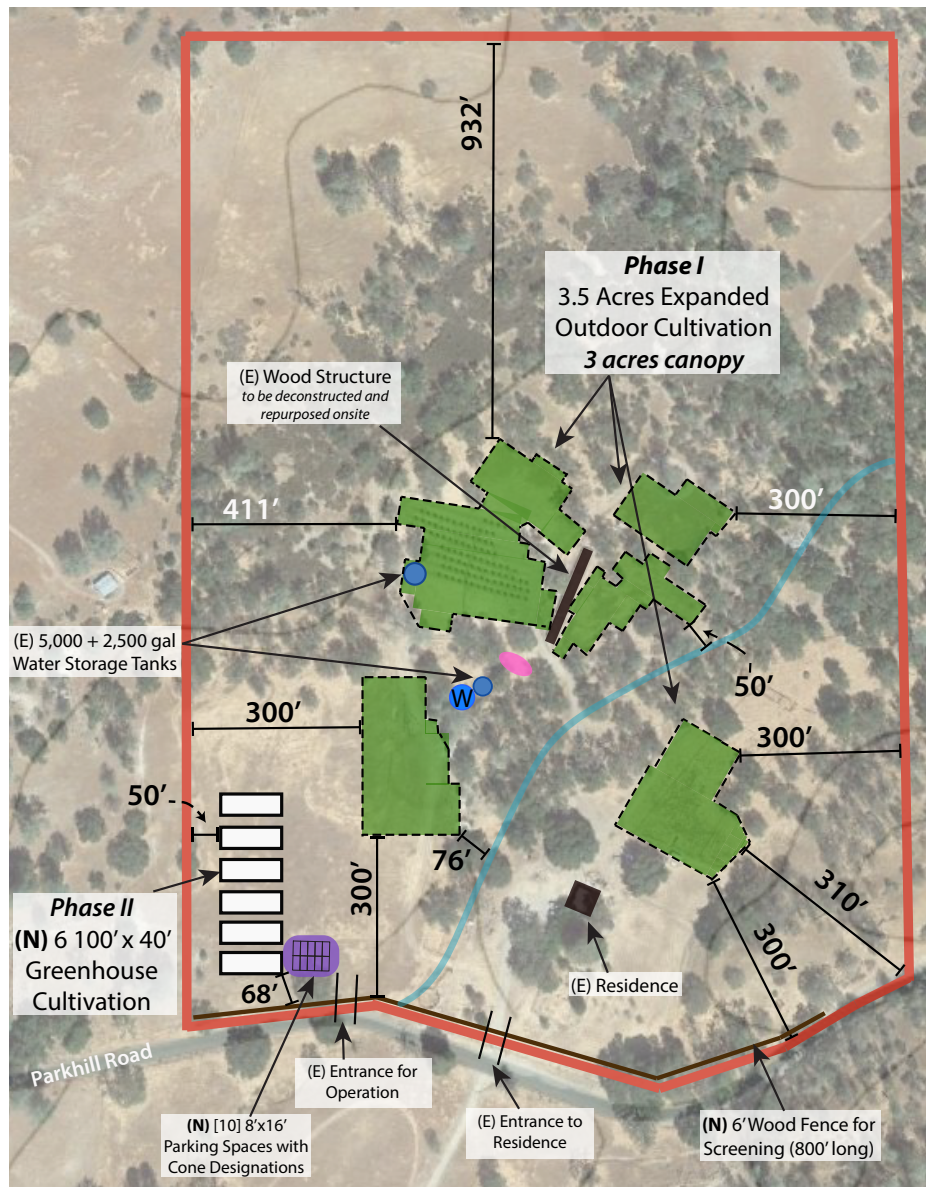 932’
Phase I
3.5 Acres Expanded
Outdoor Cultivation
3 acres canopy
(E) Wood Structure
to be deconstructed and
repurposed onsite
411’
300’
(E) 5,000 + 2,500 gal
Water Storage Tanks
50’
W
300’
300’
50’
76’
Phase II
(N) 6 100’ x 40’
Greenhouse
Cultivation
300’
310’
300’
68’
(E) Residence
Parkhill Road
(E) Entrance for
Operation
(N) [10] 8’x16’
Parking Spaces with
Cone Designations
(E) Entrance to
Residence
(N) 6’ Wood Fence for
Screening (800’ long)